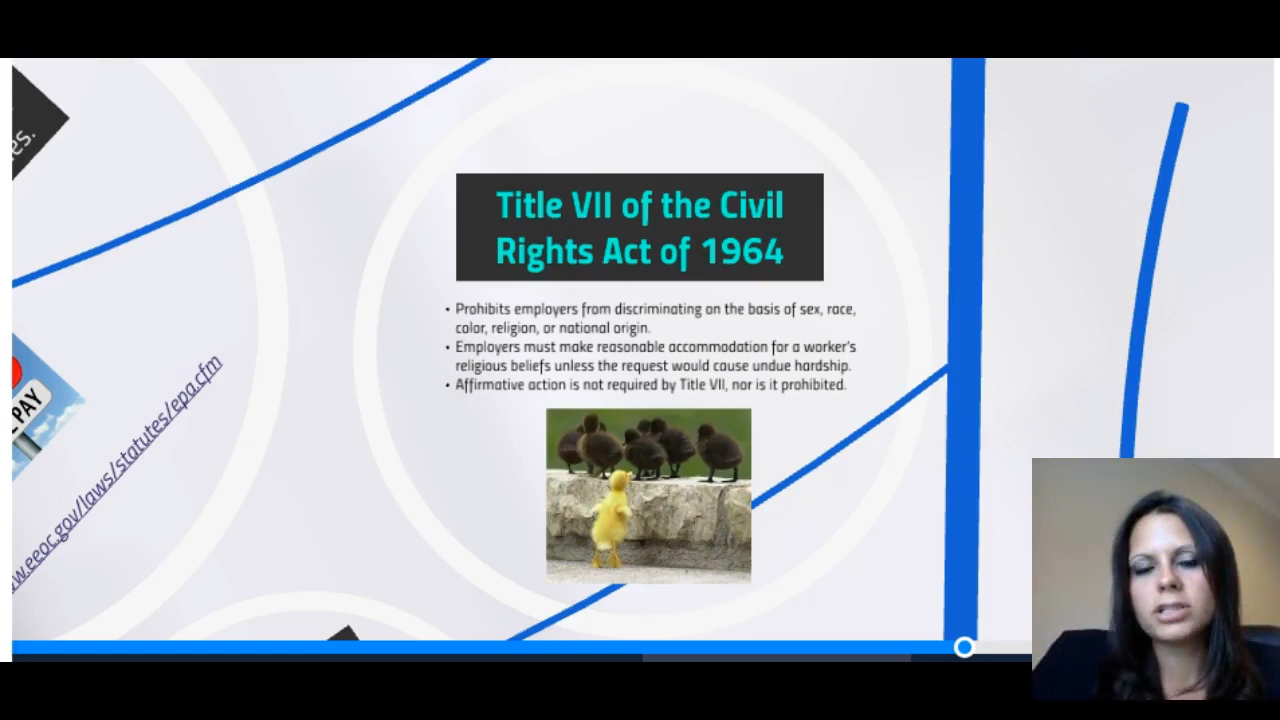 es.
PAY
w.eeoc.gov/laws/statutes/epa.cfm
Title VII of the Civil
Rights Act of 1964
• Prohibits employers from discriminating on the basis of sex, race,
color, religion, or national origin.
• Employers must make reasonable accommodation for a worker's
religious beliefs unless the request would cause undue hardship.
• Affirmative action is not required by Title VII, nor is it prohibited.